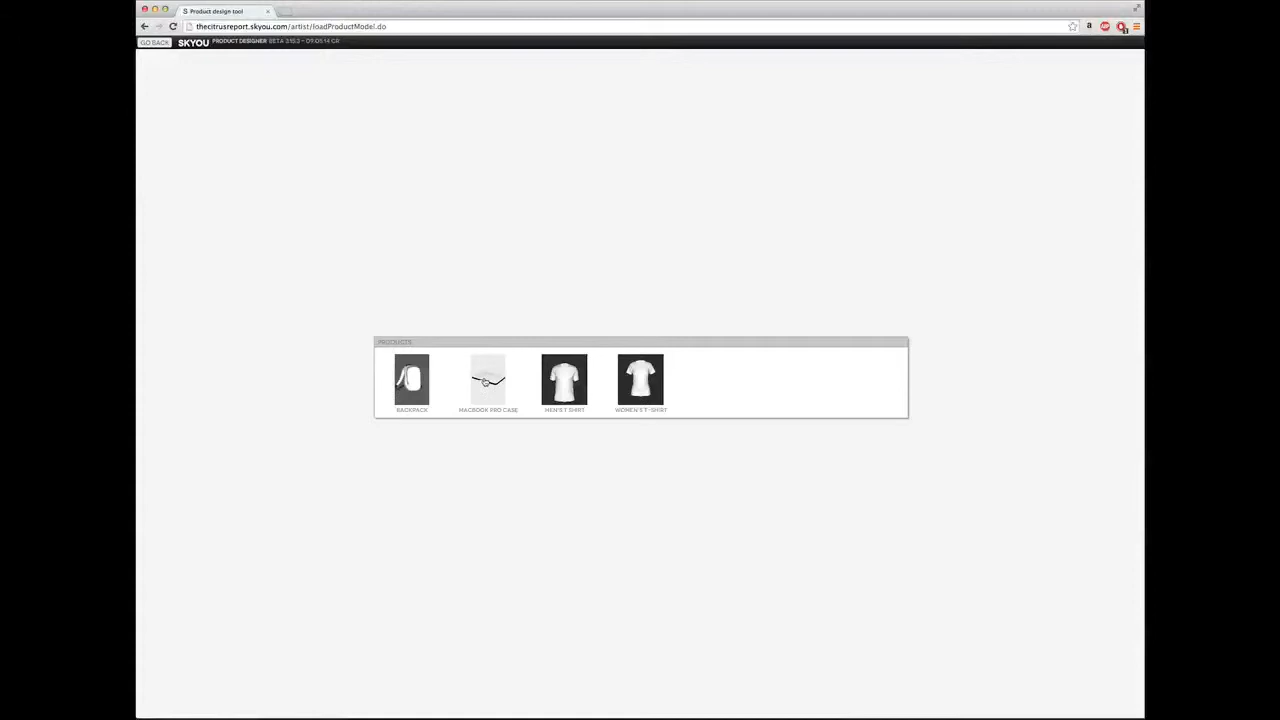 Product design tool
thecitrusreport.skyou.com/artist/loadProductModel.do
GO BACK SKYOU PRODUCT DESIGNER BETA
PRODUCTS
BACKPACK MACBOOK PRO CASE MEN'S T SHIRT WOMEN'S T-SHIRT